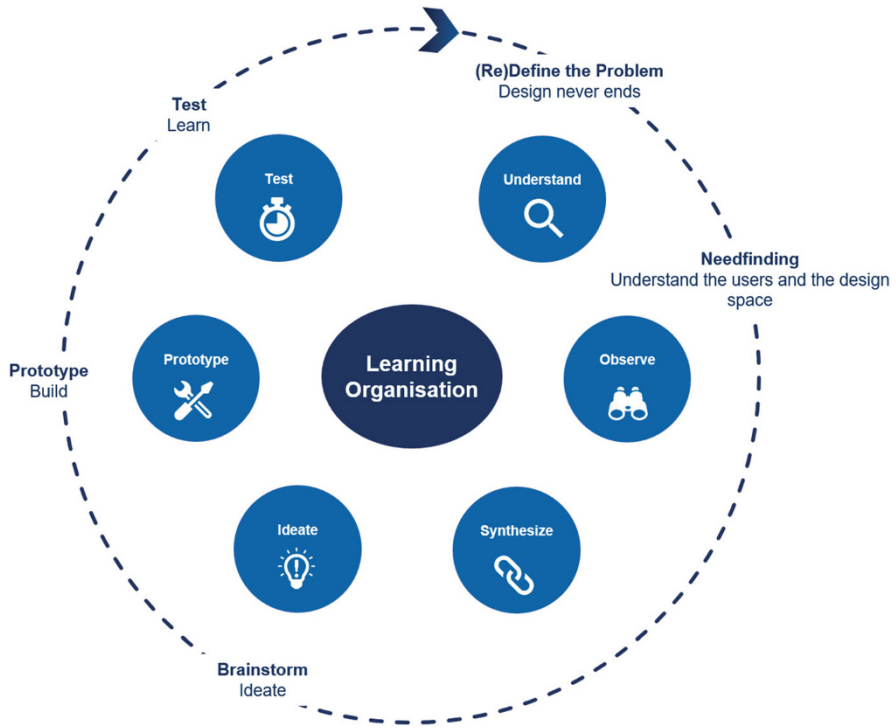 (Re)Define the Problem
Design never ends
Test
Learn
Test
Understand
Needfinding
Understand the users and the design
space
Prototype
Learning
Organisation
Observe
Prototype
Build
Ideate
Synthesize
Brainstorm
Ideate